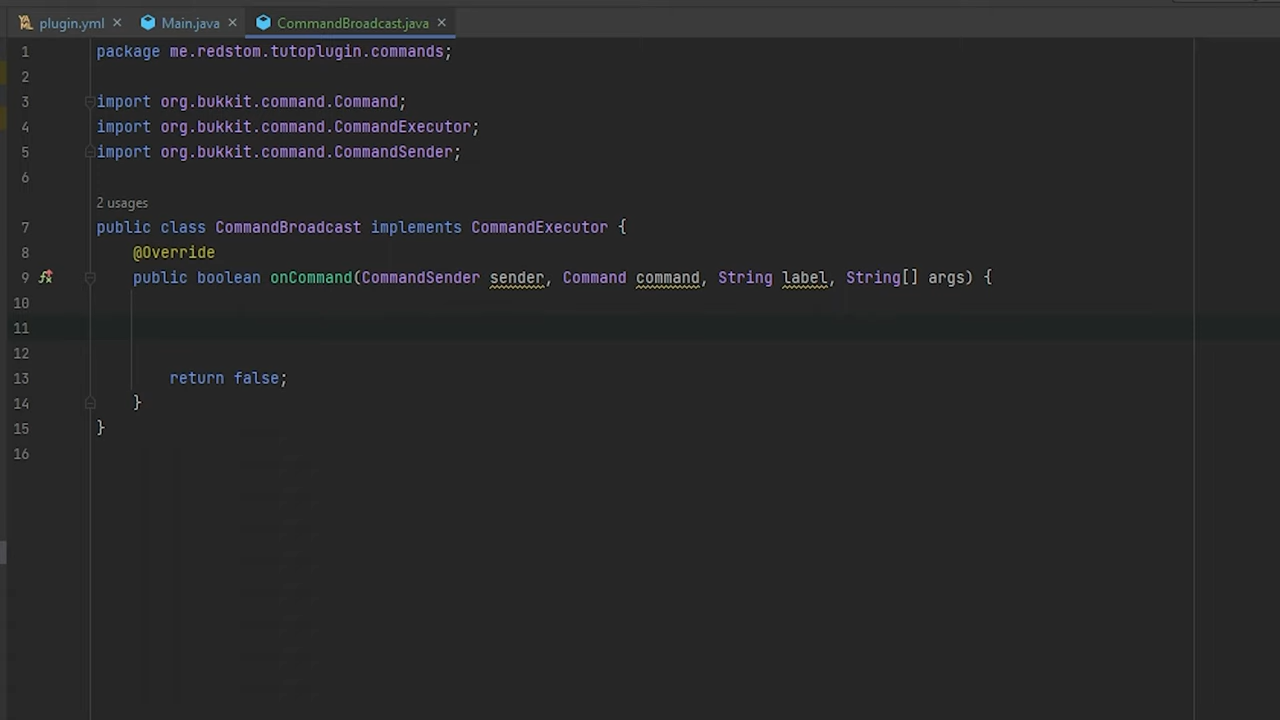 plugin.yml Main.java CommandBroadcast.java
1 package me.redstom.tutoplugin.commands;
2
3 import org.bukkit.command.Command;
4 import org.bukkit.command.CommandExecutor;
5 import org.bukkit.command.CommandSender;
6
2 usages
7 public class CommandBroadcast implements CommandExecutor {
8 @Override
9 public boolean onCommand(CommandSender sender, Command command, String label, String[] args) {
10
11
12
13 return false;
14 }
15 }
16